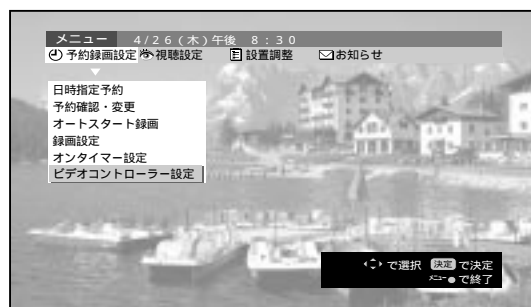 メニュー 4/26(木)午後 8:30
予約録画設定 視聴設定 設置調整 お知らせ
日時指定予約
予約確認・変更
オートスタート録画
録画設定
オンタイマー設定
ビデオコントローラー設定
で選択 決定 で決定
メニュー で終了